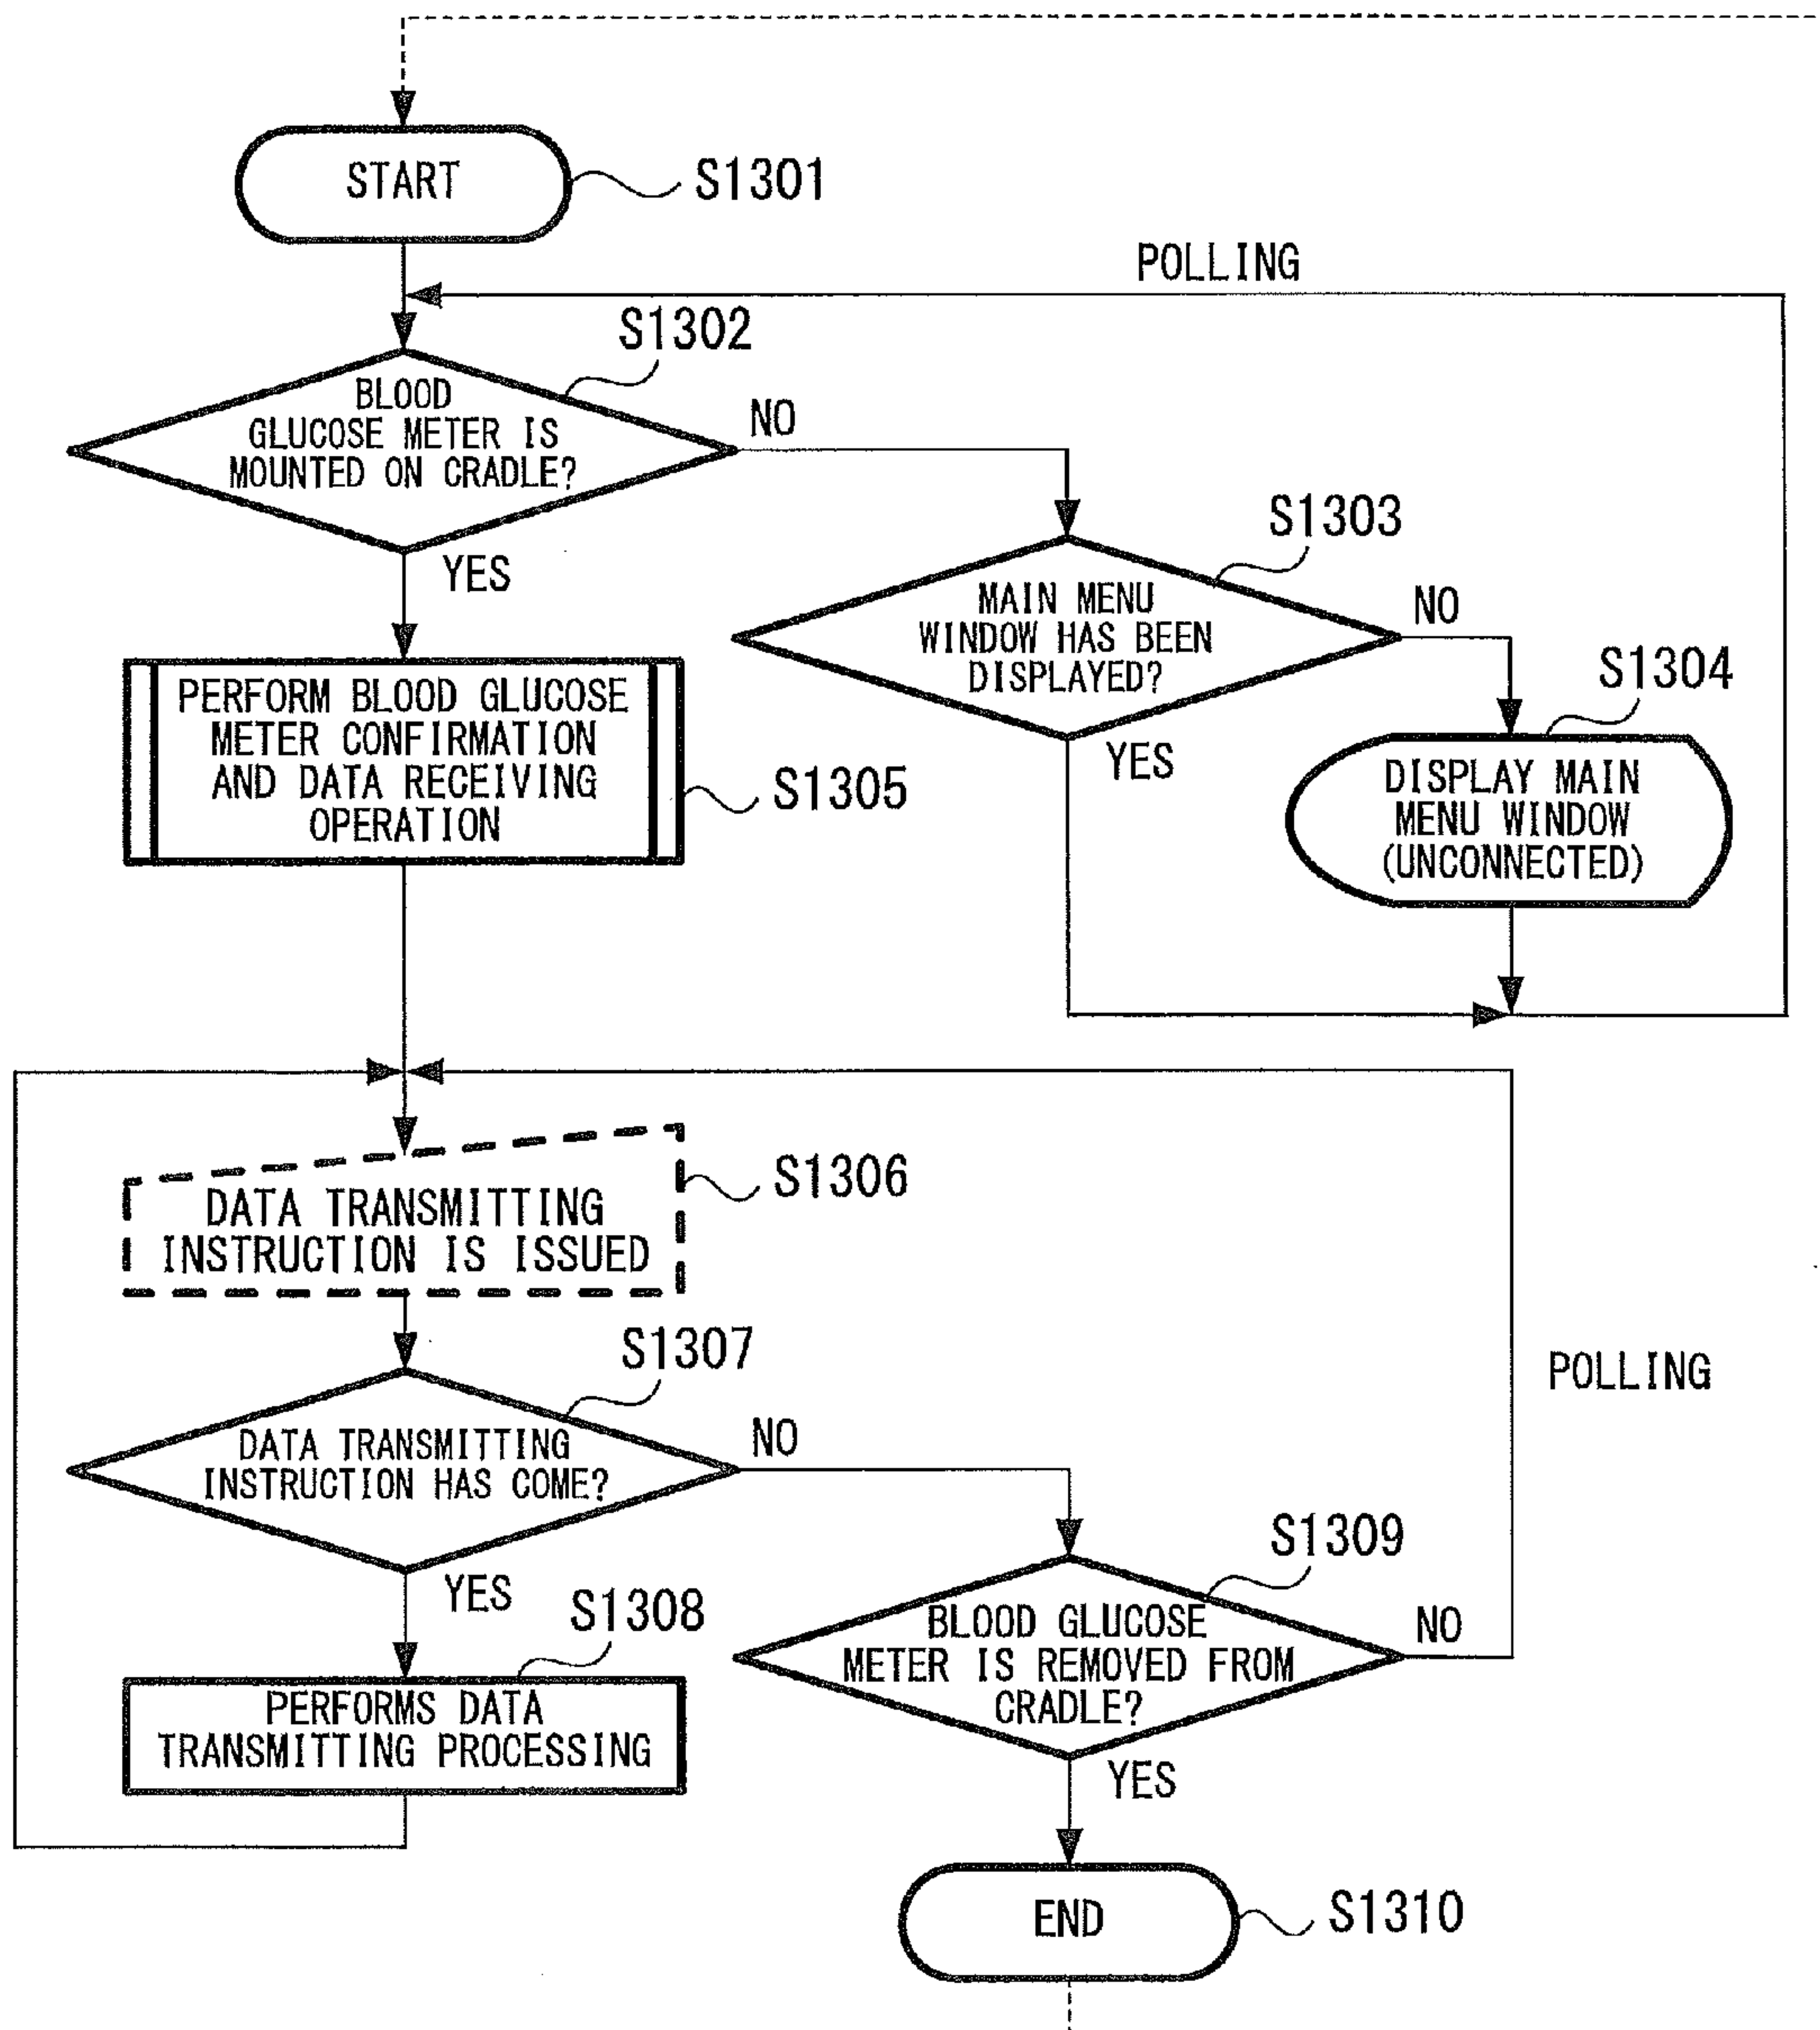 START
S1301
POLLING
S1302
BLOOD
GLUCOSE METER IS
MOUNTED ON CRADLE?
NO
YES
S1303
MAIN MENU
WINDOW HAS BEEN
DISPLAYED?
NO
YES
S1304
DISPLAY MAIN
MENU WINDOW
(UNCONNECTED)
PERFORM BLOOD GLUCOSE
METER CONFIRMATION
AND DATA RECEIVING
OPERATION
S1305
DATA TRANSMITTING
INSTRUCTION IS ISSUED
S1306
S1307
DATA TRANSMITTING
INSTRUCTION HAS COME?
NO
YES
POLLING
S1308
PERFORMS DATA
TRANSMITTING PROCESSING
S1309
BLOOD GLUCOSE
METER IS REMOVED FROM
CRADLE?
NO
YES
END
S1310